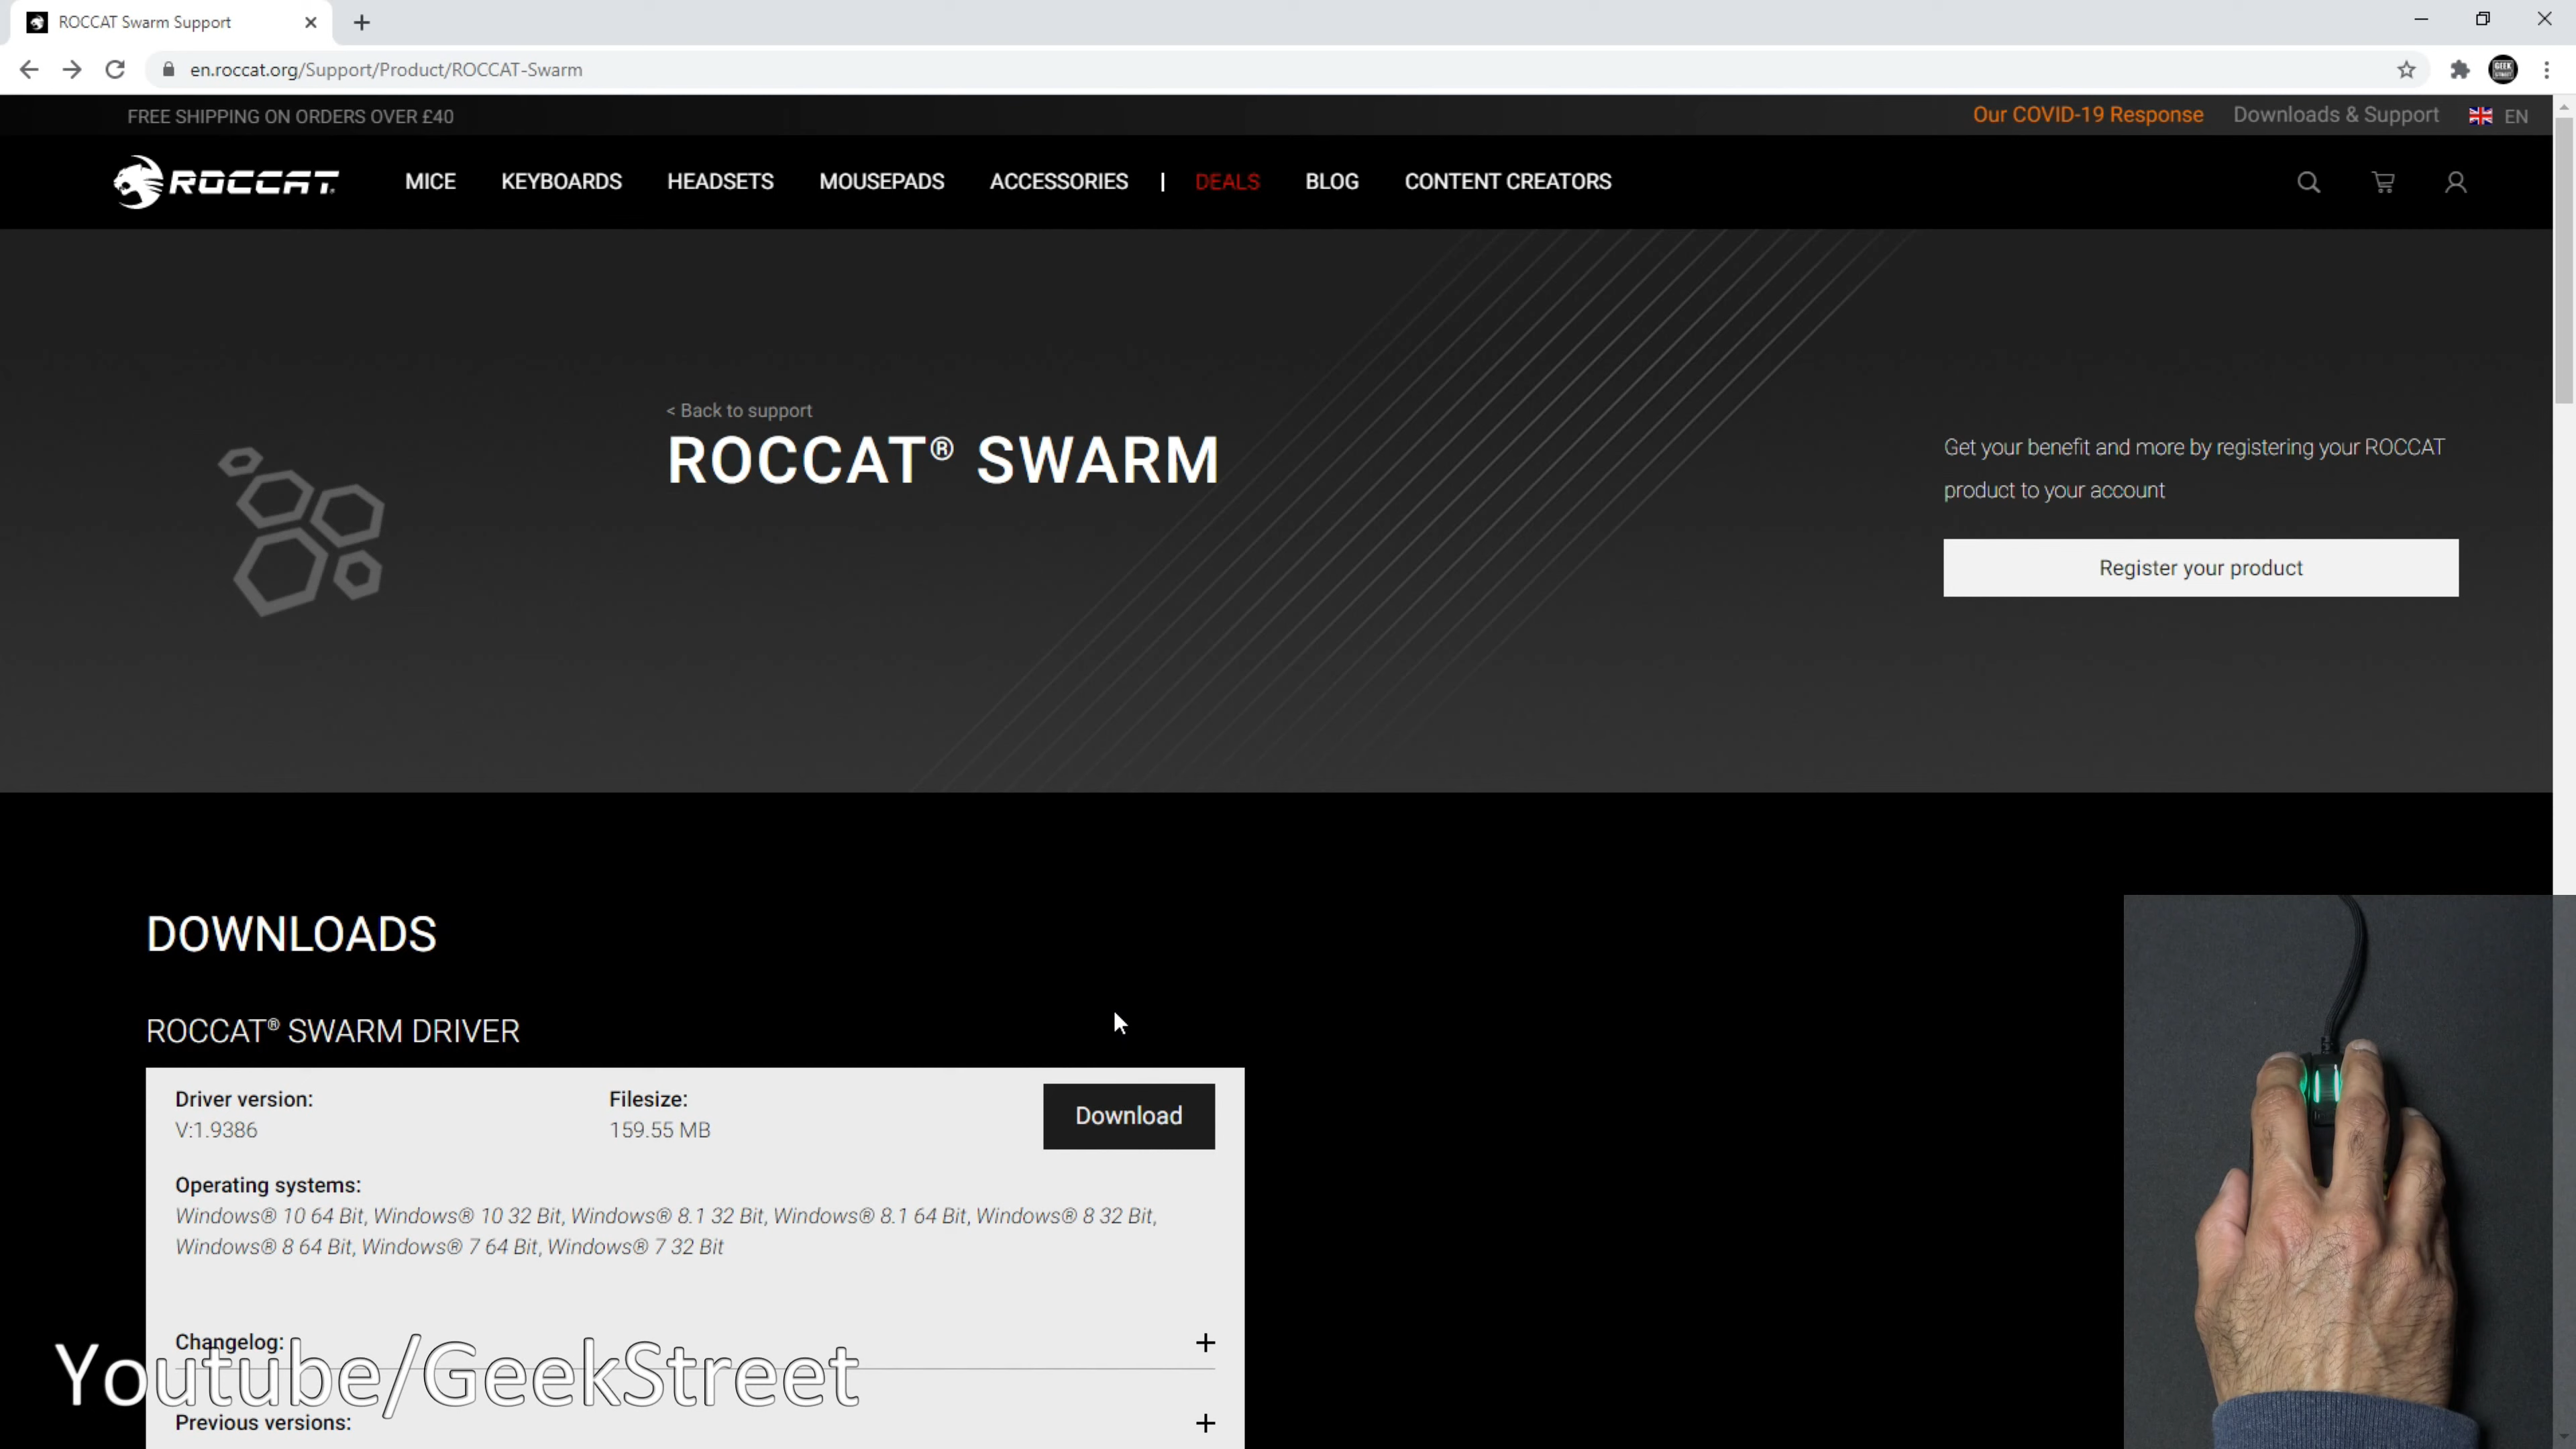 ROCCAT Swarm Support
en.roccat.org/Support/Product/ROCCAT-Swarm
GEEK STREET
FREE SHIPPING ON ORDERS OVER £40
Our COVID-19 Response
Downloads & Support
EN
ROCCAT
MICE KEYBOARDS HEADSETS MOUSEPADS ACCESSORIES | DEALS BLOG CONTENT CREATORS
< Back to support
ROCCAT® SWARM
Get your benefit and more by registering your ROCCAT
product to your account
Register your product
DOWNLOADS
ROCCAT® SWARM DRIVER
Driver version:
V:1.9386
Filesize:
159.55 MB
Download
Operating systems:
Windows® 10 64 Bit, Windows® 10 32 Bit, Windows® 8.1 32 Bit, Windows® 8.1 64 Bit, Windows® 8 32 Bit,
Windows® 8 64 Bit, Windows® 7 64 Bit, Windows® 7 32 Bit
Changelog:
Youtube/GeekStreet
Previous versions: